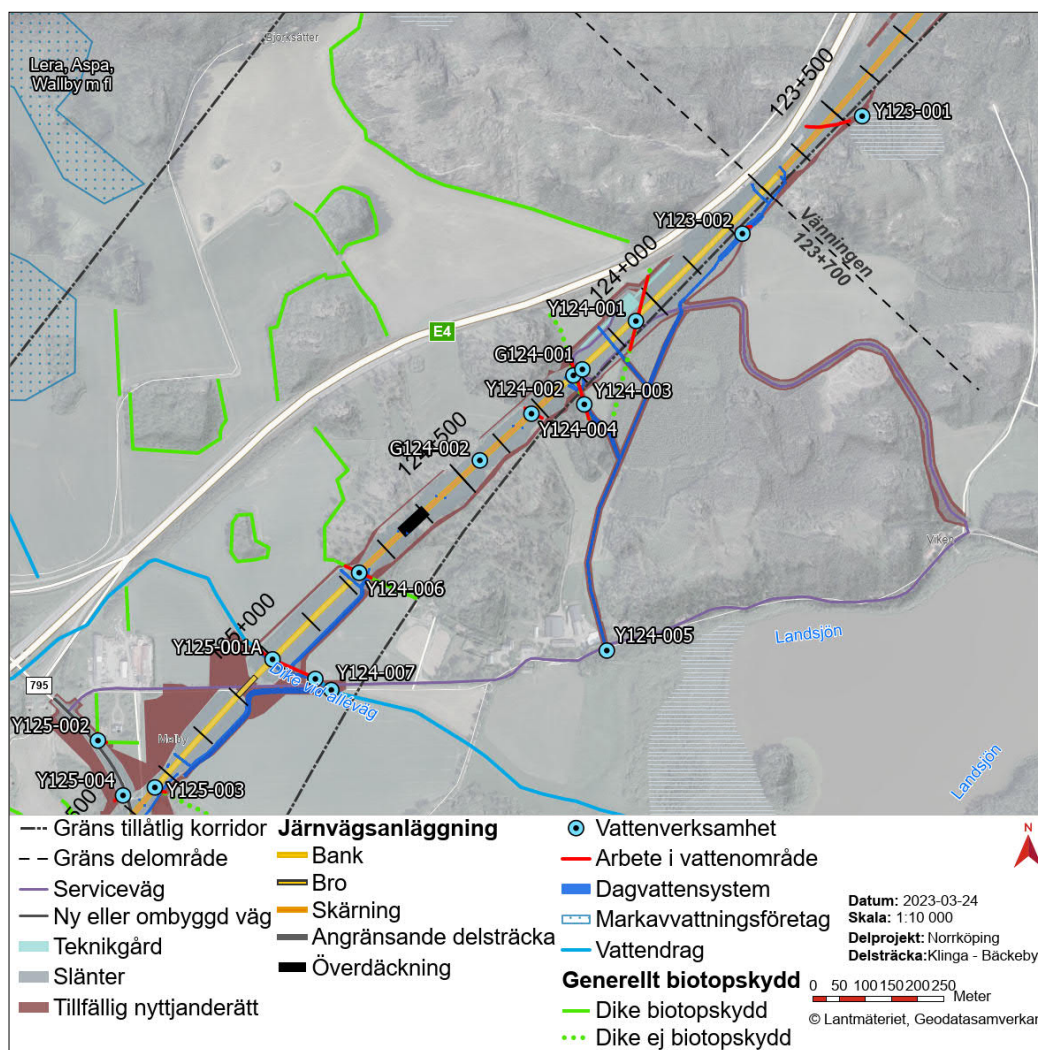 Björksätter
Lera, Aspa,
Wallby m fl
123+500
Y123-001
Y123-002
Vänningen
123+700
124+000
Y124-001
E4
G124-001
Y124-002
Y124-003
Y124-004
124+500
G124-002
Viken
Y124-006
125+000
Y125-001A
Y124-005
Landsjön
Y124-007
Dike vid alléväg
795
Y125-002
Melby
Y125-004
Y125-003
500
Landsjön
Gräns tillåtlig korridor
Gräns delområde
Serviceväg
Ny eller ombyggd väg
Teknikgård
Slänter
Tillfällig nyttjanderätt
Järnvägsanläggning
Bank
Bro
Skärning
Angränsande delsträcka
Överdäckning
Vattenverksamhet
Arbete i vattenområde
Dagvattensystem
Markavvattningsföretag
Vattendrag
Generellt biotopskydd
Dike biotopskydd
Dike ej biotopskydd
N
Datum: 2023-03-24
Skala: 1:10 000
Delprojekt: Norrköping
Delsträcka:Klinga - Bäckeby
0 50 100 150 200 250
Meter
© Lantmäteriet, Geodatasamverkan